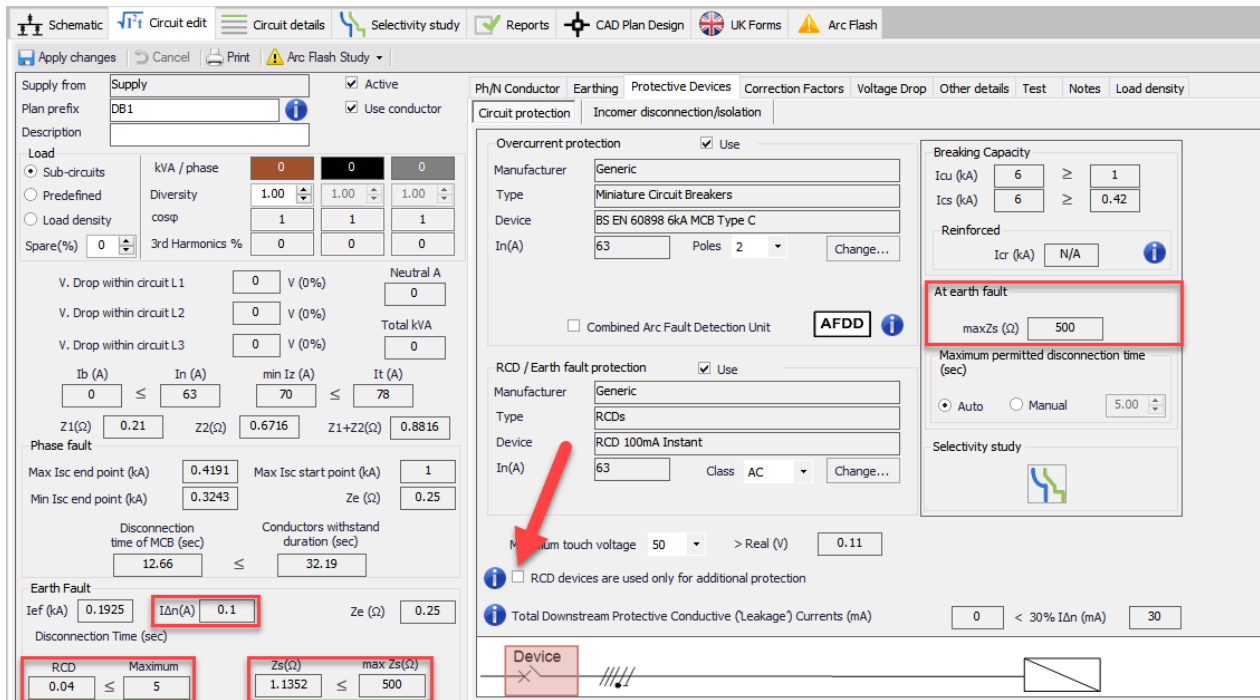 Schematic
Circuit edit
Circuit details
Selectivity study
Reports
CAD Plan Design
UK Forms
Arc Flash
Apply changes
Cancel
Print
Arc Flash Study
Supply from Supply
Active
Plan prefix DB1
Use conductor
Description
Load
Sub-circuits
Predefined
Load density
Spare(%) 0
kVA / phase 0 0 0
Diversity 1.00 1.00 1.00
cosφ 1 1 1
3rd Harmonics % 0 0 0
V. Drop within circuit L1 0 V (0%)
V. Drop within circuit L2 0 V (0%)
V. Drop within circuit L3 0 V (0%)
Neutral A
0
Total kVA
0
Ib (A) In (A) min Iz (A) It (A)
0 ≤ 63 70 ≤ 78
Z1(Ω) 0.21 Z2(Ω) 0.6716 Z1+Z2(Ω) 0.8816
Phase fault
Max Isc end point (kA) 0.4191 Max Isc start point (kA) 1
Min Isc end point (kA) 0.3243 Ze (Ω) 0.25
Disconnection
time of MCB (sec)
Conductors withstand
duration (sec)
12.66 ≤ 32.19
Earth Fault
Ief (kA) 0.1925 IΔn(A) 0.1 Ze (Ω) 0.25
Disconnection Time (sec)
RCD Maximum Zs(Ω) max Zs(Ω)
0.04 ≤ 5 1.1352 ≤ 500
Ph/N Conductor
Earthing
Protective Devices
Correction Factors
Voltage Drop
Other details
Test
Notes
Load density
Circuit protection
Incomer disconnection/isolation
Overcurrent protection Use
Manufacturer Generic
Type Miniature Circuit Breakers
Device BS EN 60898 6kA MCB Type C
In(A) 63 Poles 2 Change...
Combined Arc Fault Detection Unit AFDD
RCD / Earth fault protection Use
Manufacturer Generic
Type RCDs
Device RCD 100mA Instant
In(A) 63 Class AC Change...
touch voltage 50 > Real (V) 0.11
RCD devices are used only for additional protection
Total Downstream Protective Conductive ('Leakage') Currents (mA) 0 < 30% IΔn (mA) 30
Device
Breaking Capacity
Icu (kA) 6 ≥ 1
Ics (kA) 6 ≥ 0.42
Reinforced
Icr (kA) N/A
At earth fault
maxZs (Ω) 500
Maximum permitted disconnection time
(sec)
Auto Manual 5.00
Selectivity study